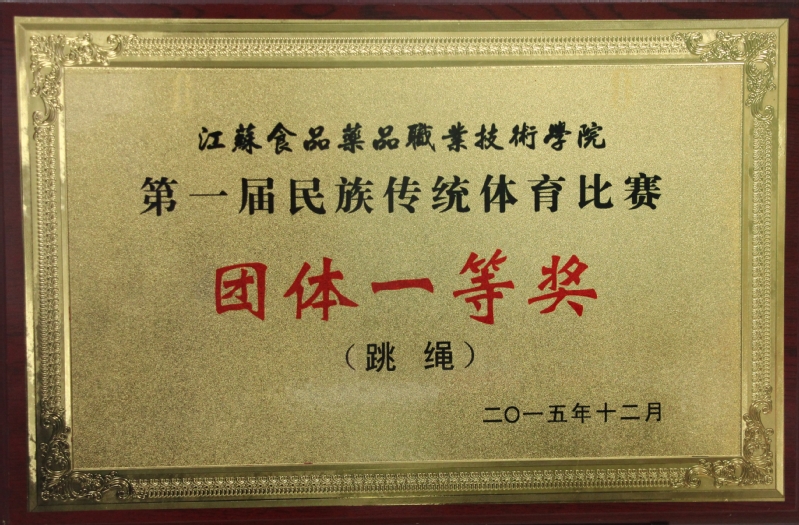 江蘇食品藥品職業技術學院
第一届民族传统体育比赛
团体一等奖
（跳绳）
二〇一五年十二月